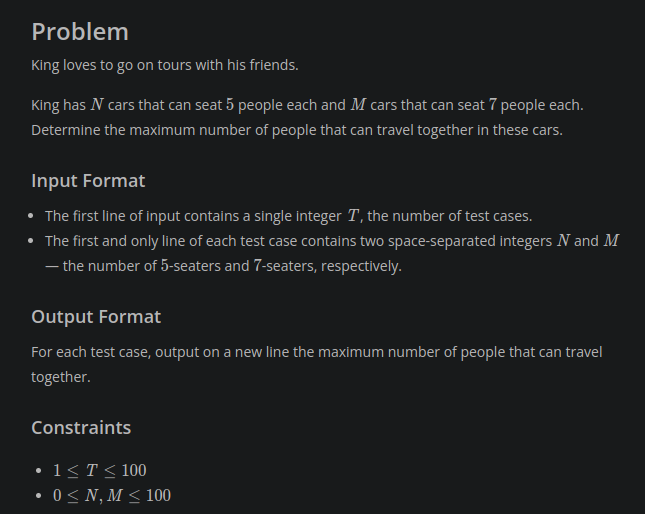 Problem
King loves to go on tours with his friends.
King has N cars that can seat 5 people each and M cars that can seat 7 people each.
Determine the maximum number of people that can travel together in these cars.
Input Format
• The first line of input contains a single integer T, the number of test cases.
• The first and only line of each test case contains two space-separated integers N and M
— the number of 5-seaters and 7-seaters, respectively.
Output Format
For each test case, output on a new line the maximum number of people that can travel
together.
Constraints
• 1 ≤ T ≤ 100
• 0 ≤ N, M ≤ 100